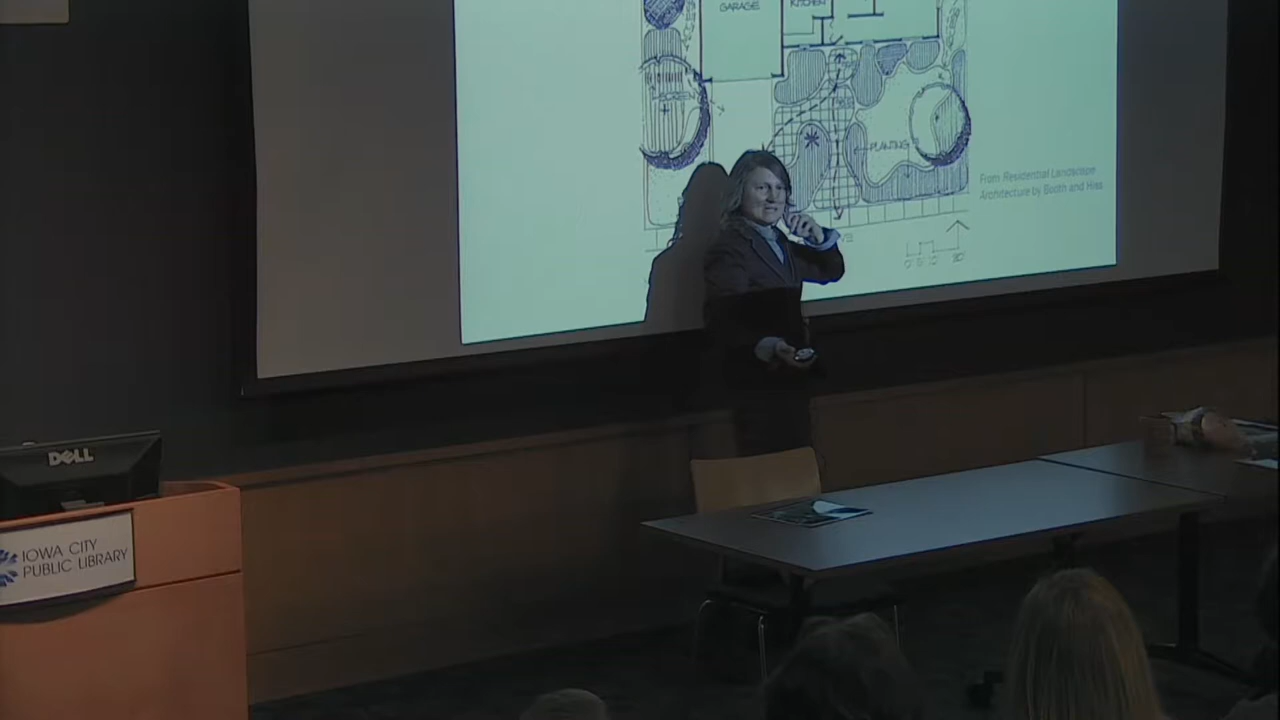 GARAGE
KITCHEN
PLANTING
From Residential Landscape
Architecture by Booth and Hiss
DELL
IOWA CITY
PUBLIC LIBRARY